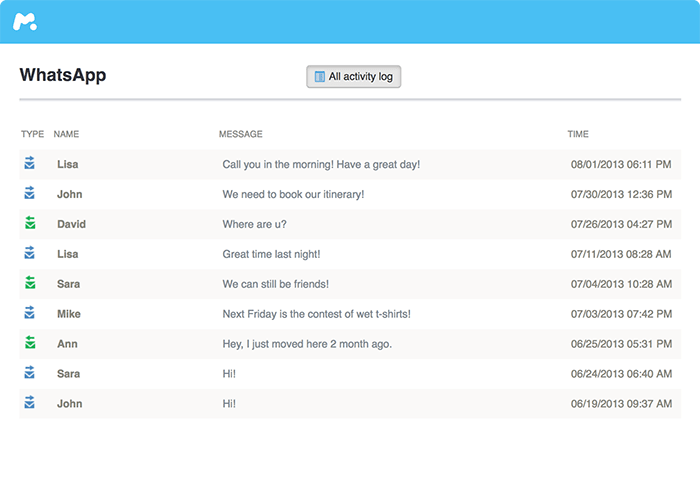 WhatsApp
All activity log
TYPE NAME MESSAGE TIME
Lisa Call you in the morning! Have a great day! 08/01/2013 06:11 PM
John We need to book our itinerary! 07/30/2013 12:36 PM
David Where are u? 07/26/2013 04:27 PM
Lisa Great time last night! 07/11/2013 08:28 AM
Sara We can still be friends! 07/04/2013 10:28 AM
Mike Next Friday is the contest of wet t-shirts! 07/03/2013 07:42 PM
Ann Hey, I just moved here 2 month ago. 06/25/2013 05:31 PM
Sara Hi! 06/24/2013 06:40 AM
John Hi! 06/19/2013 09:37 AM